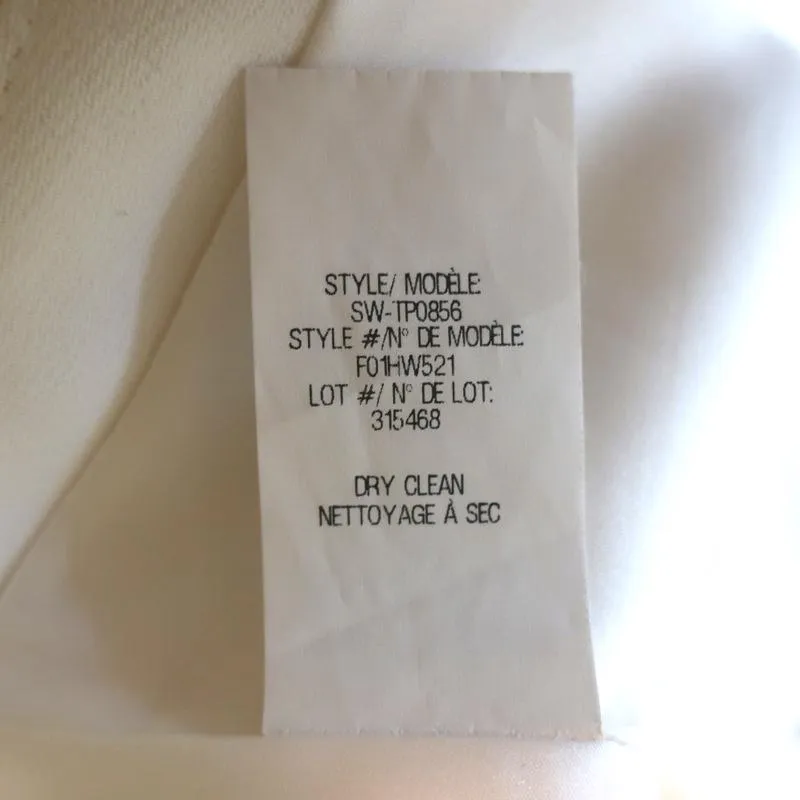 STYLE/ MODÈLE:
SW-TP0856
STYLE #/N° DE MODÈLE:
F01HW521
LOT #/ N° DE LOT:
315468
DRY CLEAN
NETTOYAGE À SEC